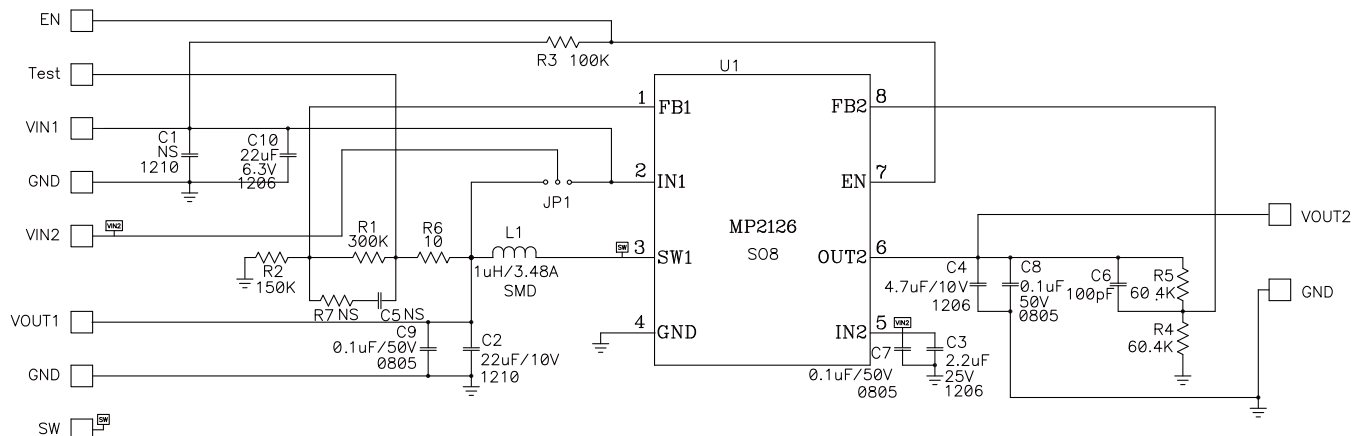 EN
R3 100K
Test
U1
1 FB1
FB2 8
VIN1
C1
NS
1210
C10
22uF
6.3V
1206
GND
2 IN1
EN 7
JP1
VIN2
VIN2
MP2126
SO8
VOUT2
R1
300K
R6
10
L1
1uH/3.48A
SMD
SW
3 SW1
OUT2 6
R2
150K
C4
4.7uF/10V
1206
C8
0.1uF
50V
0805
C6
100pF
R5
60.4K
GND
R7 NS
C5 NS
VOUT1
C9
0.1uF/50V
0805
C2
22uF/10V
1210
4 GND
IN2 5
VIN2
C7
0.1uF/50V
0805
C3
2.2uF
25V
1206
R4
60.4K
GND
SW
SW